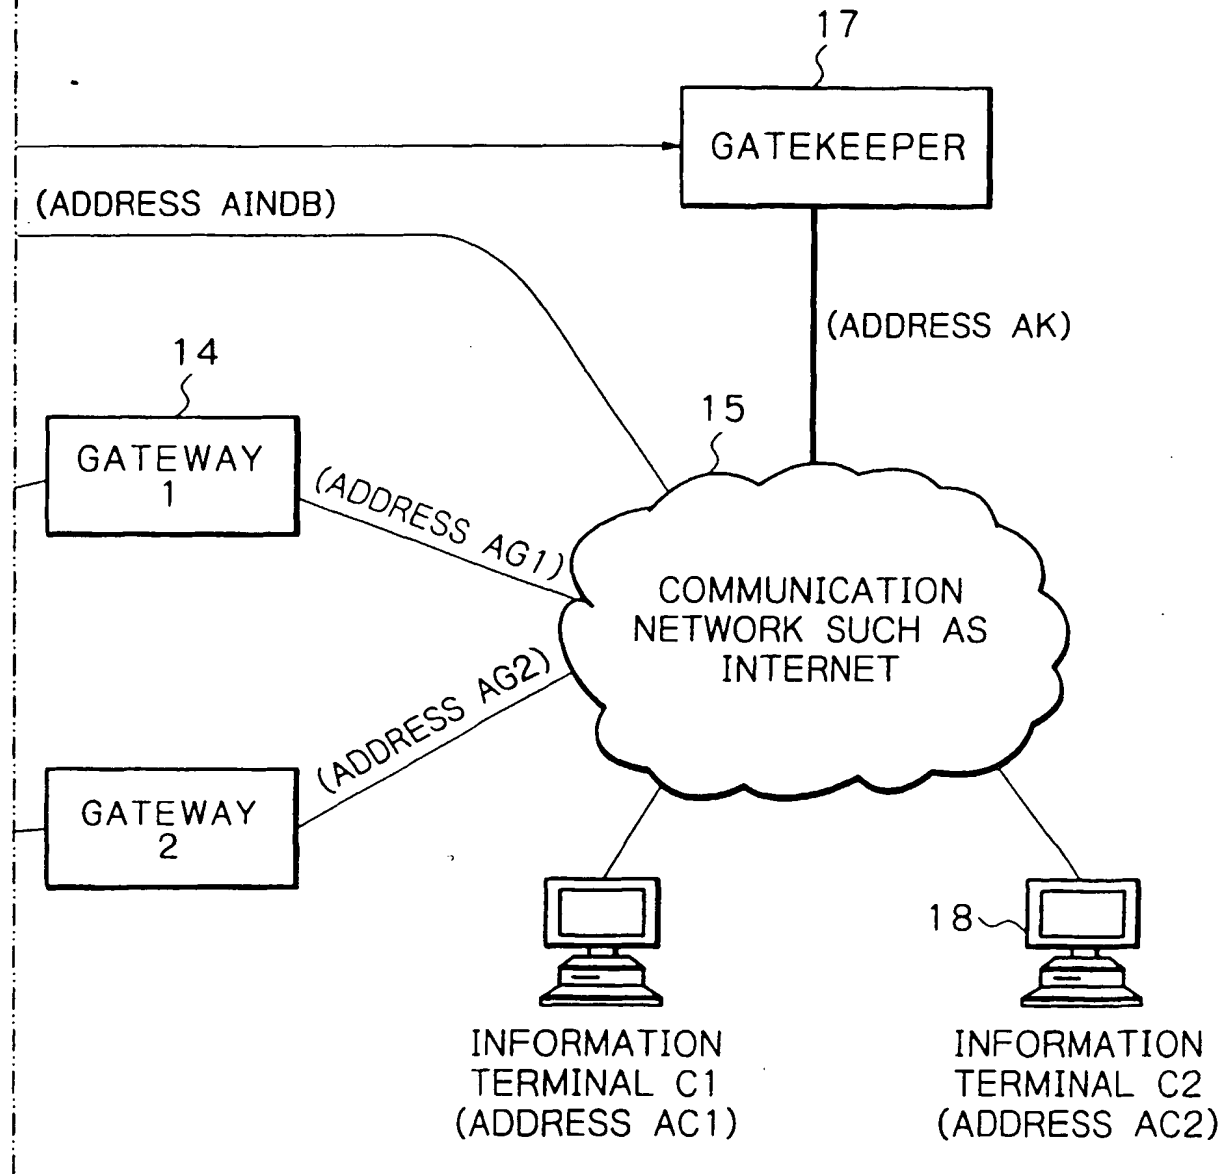 17
GATEKEEPER
(ADDRESS AINDB)
(ADDRESS AK)
14
15
GATEWAY
1
(ADDRESS AG1)
COMMUNICATION
NETWORK SUCH AS
INTERNET
(ADDRESS AG2)
GATEWAY
2
18
INFORMATION
TERMINAL C1
(ADDRESS AC1)
INFORMATION
TERMINAL C2
(ADDRESS AC2)